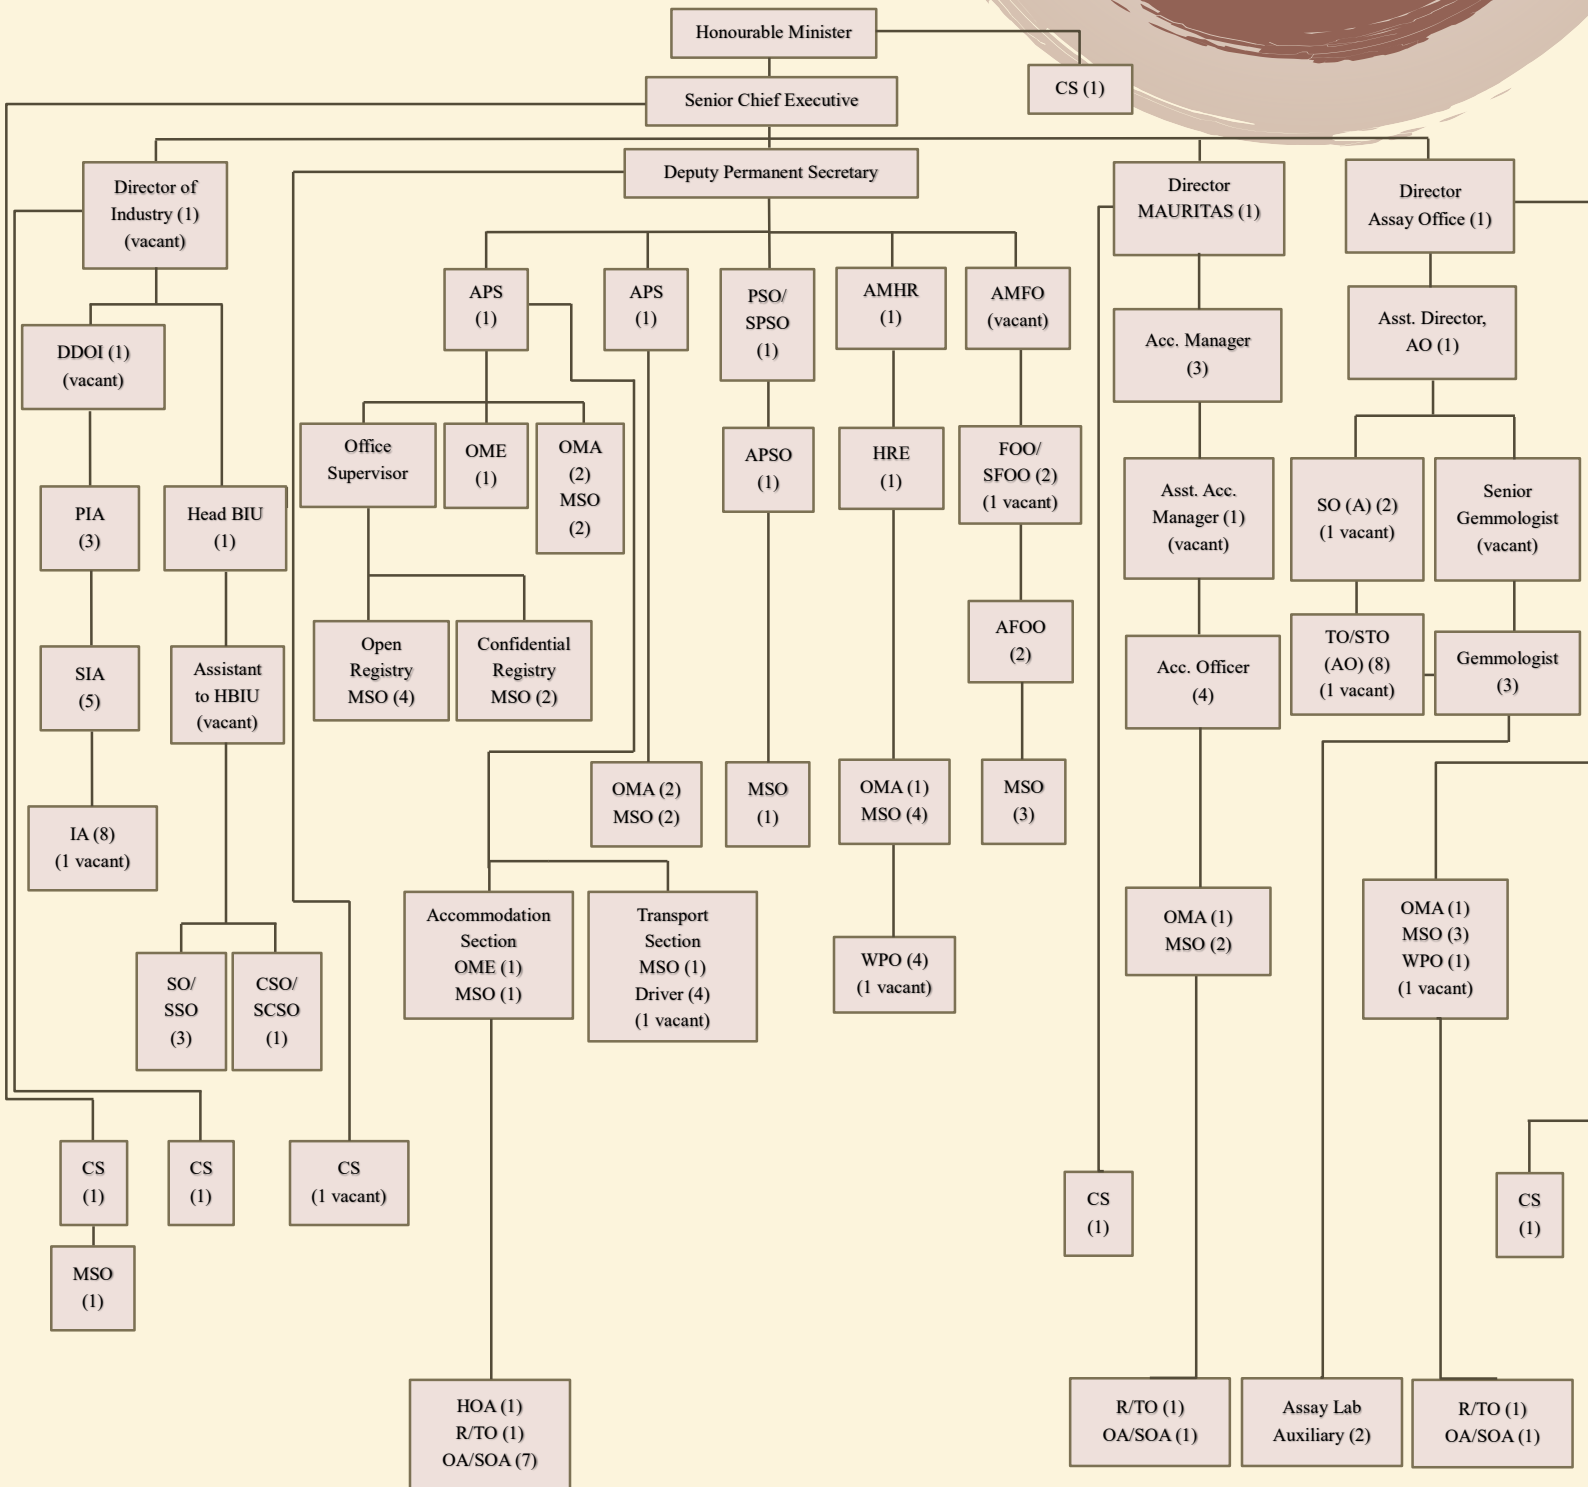 Honourable Minister
CS (1)
Senior Chief Executive
Deputy Permanent Secretary
Director of
Industry (1)
(vacant)
Director
MAURITAS (1)
Director
Assay Office (1)
APS
(1)
APS
(1)
PSO/
SPSO
(1)
AMHR
(1)
AMFO
(vacant)
Acc. Manager
(3)
Asst. Director,
AO (1)
DDOI (1)
(vacant)
Office
Supervisor
OME
(1)
OMA
(2)
MSO
(2)
APSO
(1)
HRE
(1)
FOO/
SFOO (2)
(1 vacant)
Asst. Acc.
Manager (1)
(vacant)
SO (A) (2)
(1 vacant)
Senior
Gemmologist
(vacant)
PIA
(3)
Head BIU
(1)
AFOO
(2)
TO/STO
(AO) (8)
(1 vacant)
Gemmologist
(3)
Open
Registry
MSO (4)
Confidential
Registry
MSO (2)
Acc. Officer
(4)
SIA
(5)
Assistant
to HBIU
(vacant)
OMA (2)
MSO (2)
MSO
(1)
OMA (1)
MSO (4)
MSO
(3)
IA (8)
(1 vacant)
Accommodation
Section
OME (1)
MSO (1)
Transport
Section
MSO (1)
Driver (4)
(1 vacant)
WPO (4)
(1 vacant)
OMA (1)
MSO (2)
OMA (1)
MSO (3)
WPO (1)
(1 vacant)
SO/
SSO
(3)
CSO/
SCSO
(1)
CS
(1)
CS
(1)
CS
(1 vacant)
CS
(1)
CS
(1)
MSO
(1)
HOA (1)
R/TO (1)
OA/SOA (7)
R/TO (1)
OA/SOA (1)
Assay Lab
Auxiliary (2)
R/TO (1)
OA/SOA (1)